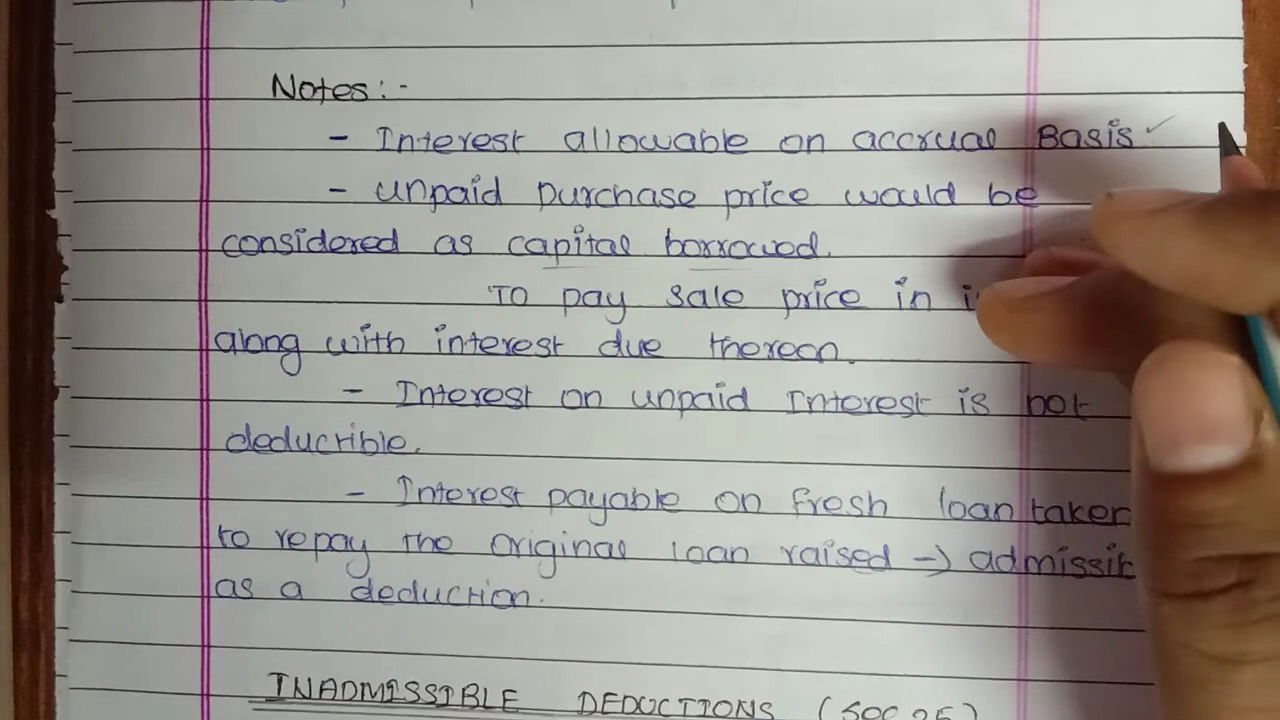 Notes:-
- Interest allowable on accrual Basis ✓
- unpaid purchase price would be
considered as capital borrowed.
TO pay sale price in
along with interest due thereon.
- Interest on unpaid Interest is not
deductible.
- Interest payable on fresh loan taken
to repay the original loan raised →
as a deduction.
INADMISSIBLE DEDUCTIONS (SEC 25)